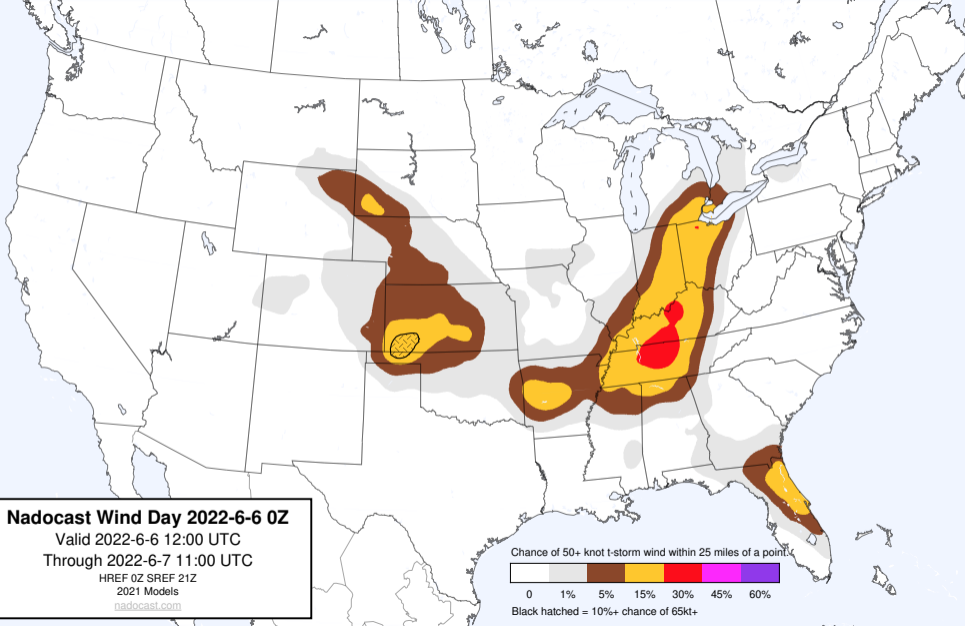 Nadocast Wind Day 2022-6-6 0Z
Valid 2022-6-6 12:00 UTC
Through 2022-6-7 11:00 UTC
HREF 0Z SREF 21Z
2021 Models
nadocast.com
Chance of 50+ knot t-storm wind within 25 miles of a point.
0 1% 5% 15% 30% 45% 60%
Black hatched = 10%+ chance of 65kt+